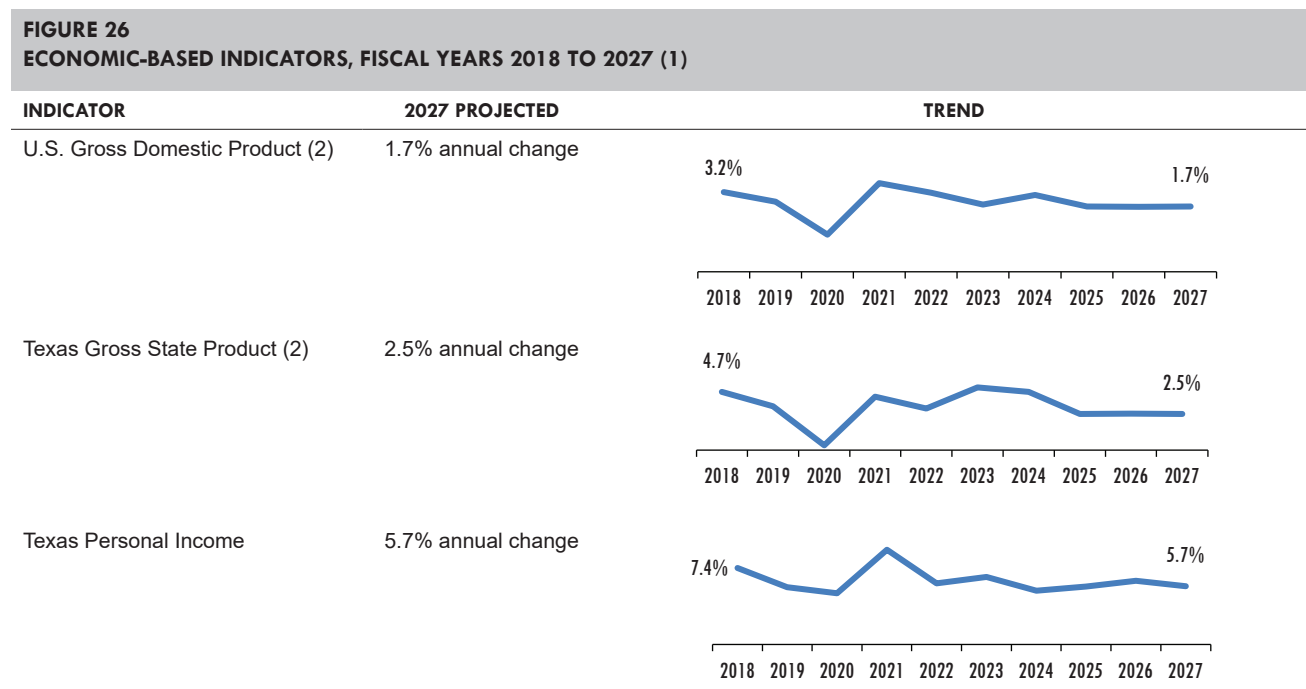 FIGURE 26
ECONOMIC-BASED INDICATORS, FISCAL YEARS 2018 TO 2027 (1)
INDICATOR 2027 PROJECTED TREND
U.S. Gross Domestic Product (2) 1.7% annual change
3.2% 1.7%
2018 2019 2020 2021 2022 2023 2024 2025 2026 2027
Texas Gross State Product (2) 2.5% annual change
4.7% 2.5%
2018 2019 2020 2021 2022 2023 2024 2025 2026 2027
Texas Personal Income 5.7% annual change
7.4% 5.7%
2018 2019 2020 2021 2022 2023 2024 2025 2026 2027